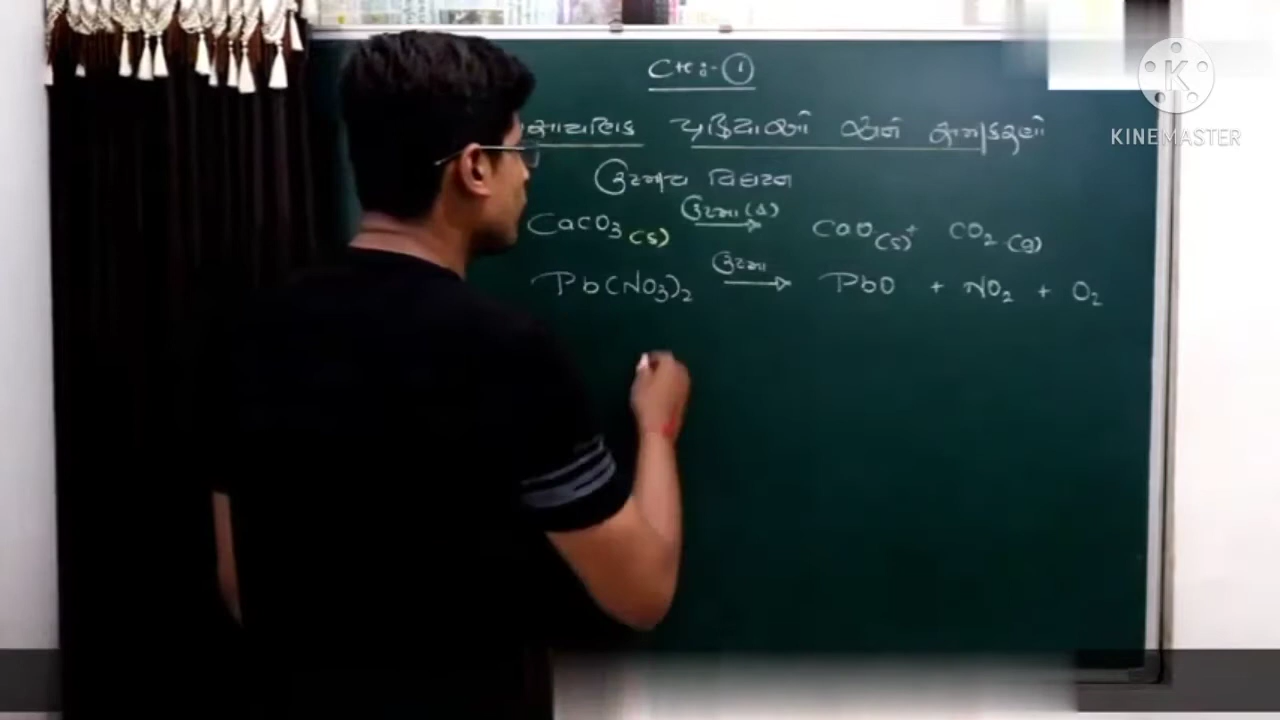 CH:- 1
રસાયણિક પ્રક્રિયાઓ અને સમીકરણો
ઉષ્મીય વિઘટન
CaCO3 (s) ઉષ્મા (Δ) → CaO (s) + CO2 (g)
Pb(NO3)2 ઉષ્મા → PbO + NO2 + O2
KINEMASTER